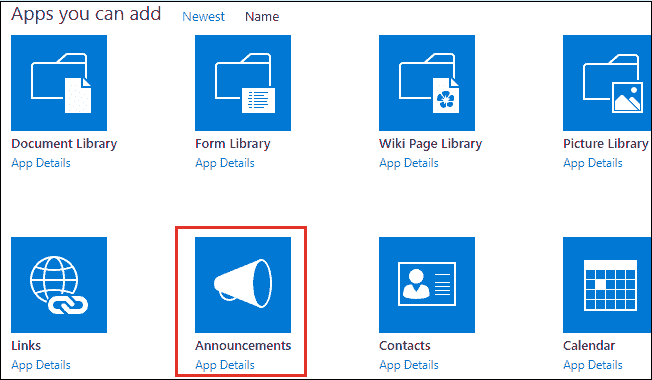 Apps you can add Newest Name
Document Library Form Library Wiki Page Library Picture Library
App Details App Details App Details App Details
Links Announcements Contacts Calendar
App Details App Details App Details App Details